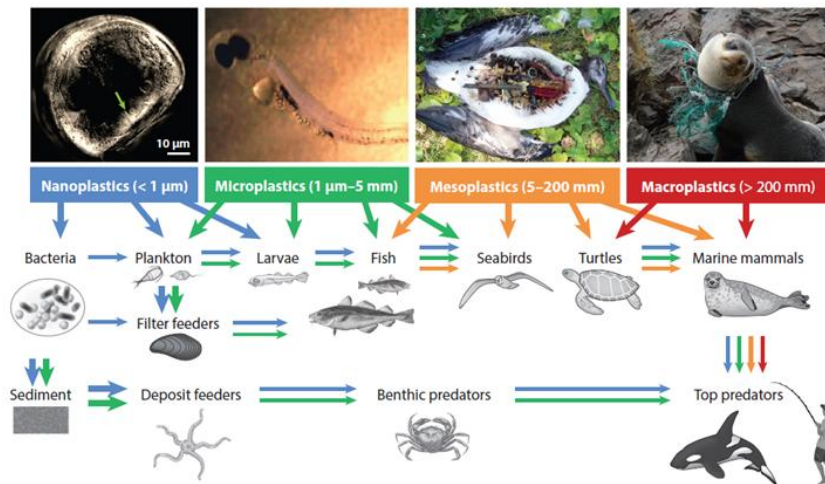 10 µm
Nanoplastics (< 1 µm)
Microplastics (1 µm–5 mm)
Mesoplastics (5–200 mm)
Macroplastics (> 200 mm)
Bacteria
Plankton
Larvae
Fish
Seabirds
Turtles
Marine mammals
Filter feeders
Sediment
Deposit feeders
Benthic predators
Top predators